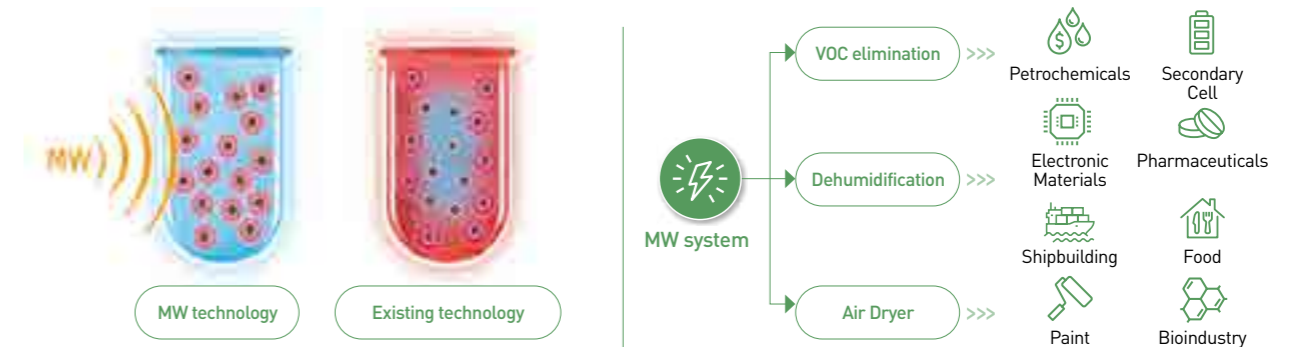 MW
MW technology
Existing technology
MW system
VOC elimination >>>
Dehumidification >>>
Air Dryer >>>
$
Petrochemicals
Secondary
Cell
Electronic
Materials
Pharmaceuticals
Shipbuilding
Food
Paint
Bioindustry